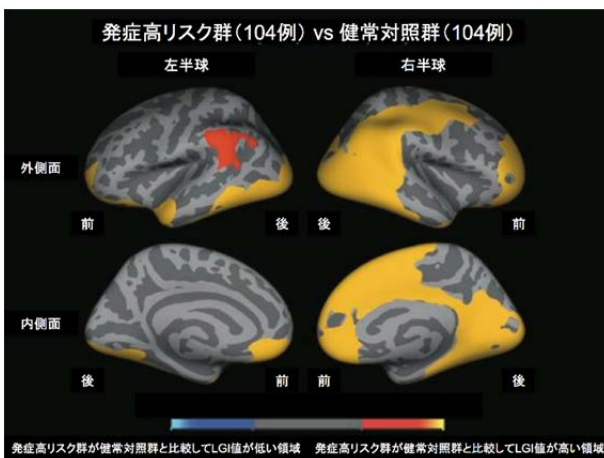 発症高リスク群(104例) vs 健常対照群(104例)
左半球 右半球
外側面
前 後 後 前
内側面
後 前 前 後
発症高リスク群が健常対照群と比較してLGI値が低い領域 発症高リスク群が健常対照群と比較してLGI値が高い領域